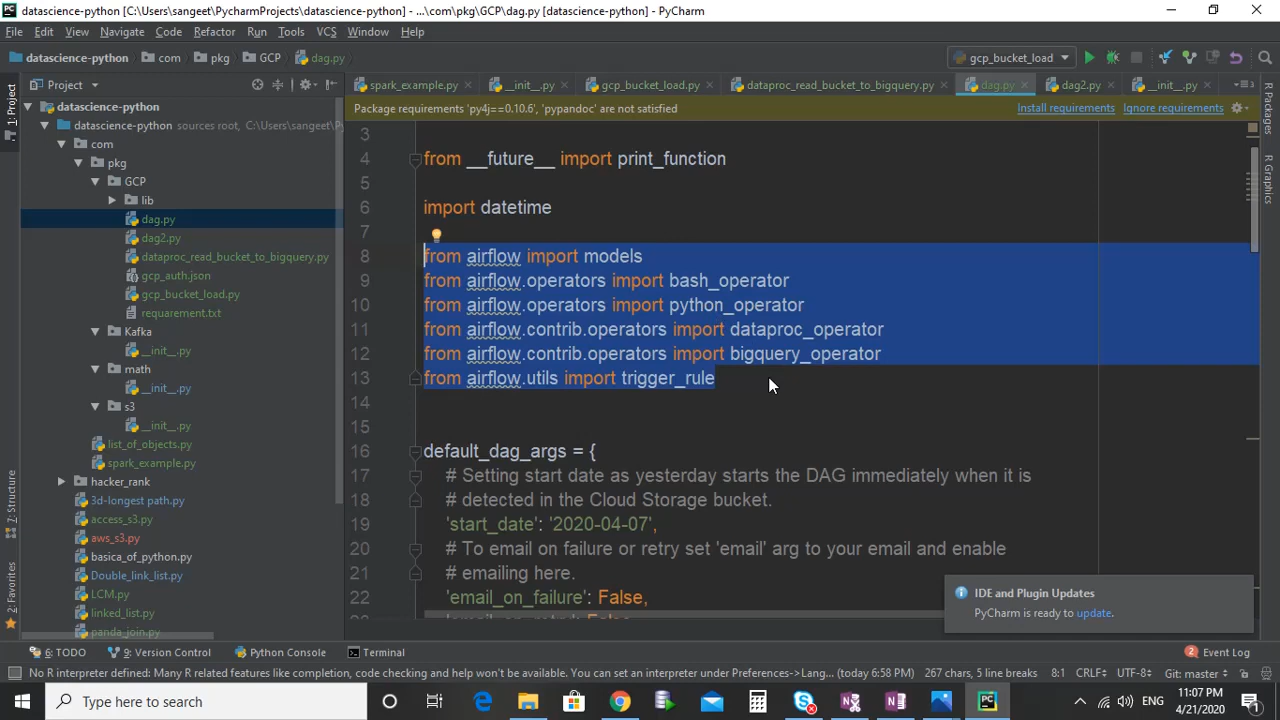 datascience-python [C:\Users\sangeet\PycharmProjects\datascience-python] - ...\com\pkg\GCP\dag.py [datascience-python] - PyCharm
File Edit View Navigate Code Refactor Run Tools VCS Window Help
datascience-python com pkg GCP dag.py gcp_bucket_load
Project spark_example.py __init__.py gcp_bucket_load.py dataproc_read_bucket_to_bigquery.py dag.py dag2.py __init__.py
Package requirements 'py4j==0.10.6', 'pypandoc' are not satisfied Install requirements Ignore requirements
1: Project
7: Structure
2: Favorites
R Packages
R Graphics
datascience-python
datascience-python sources root, C:\Users\sangeet\P
com
pkg
GCP
lib
dag.py
dag2.py
dataproc_read_bucket_to_bigquery.py
gcp_auth.json
gcp_bucket_load.py
requarement.txt
Kafka
__init__.py
math
__init__.py
s3
__init__.py
list_of_objects.py
spark_example.py
hacker_rank
3d-longest path.py
access_s3.py
aws_s3.py
basica_of_python.py
Double_link_list.py
LCM.py
linked_list.py
panda_join.py
3
4 from __future__ import print_function
5
6 import datetime
7
8 from airflow import models
9 from airflow.operators import bash_operator
10 from airflow.operators import python_operator
11 from airflow.contrib.operators import dataproc_operator
12 from airflow.contrib.operators import bigquery_operator
13 from airflow.utils import trigger_rule
14
15
16 default_dag_args = {
17 # Setting start date as yesterday starts the DAG immediately when it is
18 # detected in the Cloud Storage bucket.
19 'start_date': '2020-04-07',
20 # To email on failure or retry set 'email' arg to your email and enable
21 # emailing here.
22 'email_on_failure': False,
IDE and Plugin Updates
PyCharm is ready to update.
6: TODO 9: Version Control Python Console Terminal 2 Event Log
No R interpreter defined: Many R related features like completion, code checking and help won't be available. You can set an interpreter under Preferences->Lang... (today 6:58 PM) 267 chars, 5 line breaks 8:1 CRLF UTF-8 Git: master
Type here to search
ENG
11:07 PM
4/21/2020
1